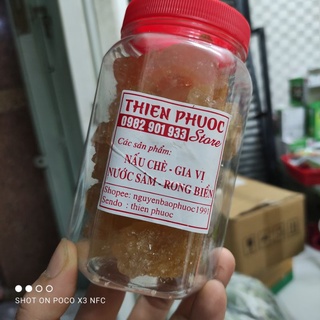 THIEN PHUOC
0982 901 933 Store
Các sản phẩm:
NẤU CHÈ - GIA VỊ
NƯỚC SÂM - RONG BIỂN
Shopee: nguyenbaophuoc199
Sendo : thien phuoc
SHOT ON POCO X3 NFC